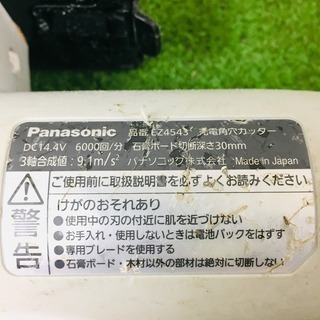 Panasonic 品番 EZ4543 充電角穴カッター
DC14.4V 6000回/分 石膏ボード切断深さ30mm
3軸合成値:9.1m/s² パナソニック株式会社 Made in Japan
ご使用前に取扱説明書を必ずよくお読みください。
警告
けがのおそれあり
●使用中の刃の付近に肌を近づけない
●お手入れ・使用しないときは電池パックをはずす
●専用ブレードを使用する
●石膏ボード・木材以外の部材は絶対に切断しない